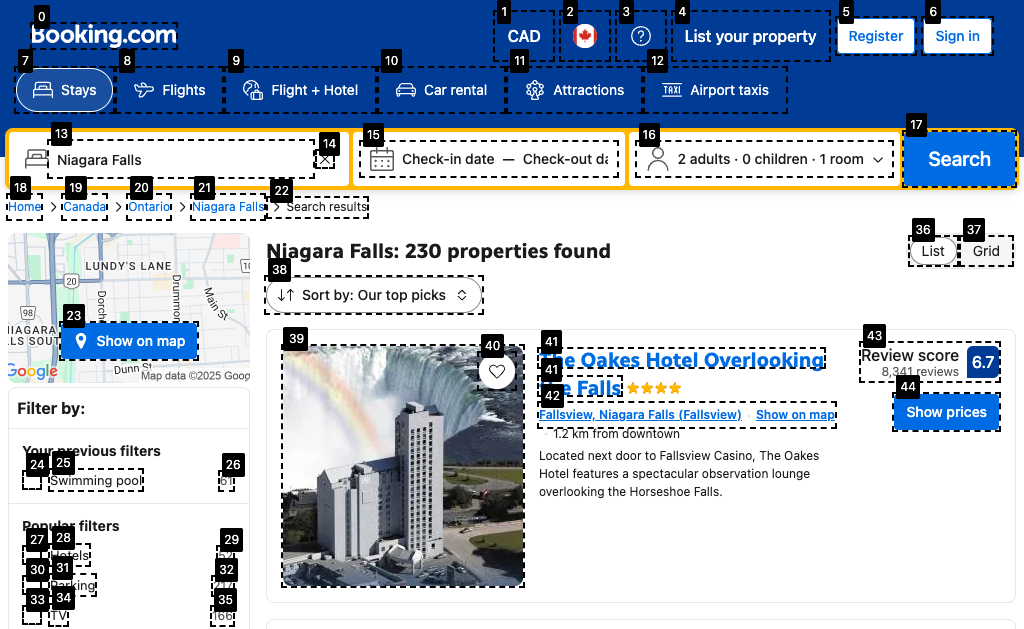 0
1
2
3
4
5
6
Booking.com
CAD
List your property
Register
Sign in
7
8
9
10
11
12
Stays
Flights
Flight + Hotel
Car rental
Attractions
TAXI
Airport taxis
13
14
15
16
17
Niagara Falls
Check-in date — Check-out da
2 adults · 0 children · 1 room
Search
18
19
20
21
22
Home
Canada
Ontario
Niagara Falls
Search results
LUNDY'S LANE
20
98
Main St
Drummon
Dorch
NIAGARA
LLS SOUT
Dunn St
23
Show on map
Google
Map data ©2025 Goog
Niagara Falls: 230 properties found
36
37
List
Grid
38
Sort by: Our top picks
Filter by:
Your previous filters
24
25
26
Swimming pool
61
Popular filters
27
28
29
Hotels
30
31
32
Parking
33
34
35
TV
166
39
40
41
The Oakes Hotel Overlooking
41
the Falls
42
Fallsview, Niagara Falls (Fallsview)
Show on map
1.2 km from downtown
Located next door to Fallsview Casino, The Oakes
Hotel features a spectacular observation lounge
overlooking the Horseshoe Falls.
43
Review score
8,341 reviews
6.7
44
Show prices